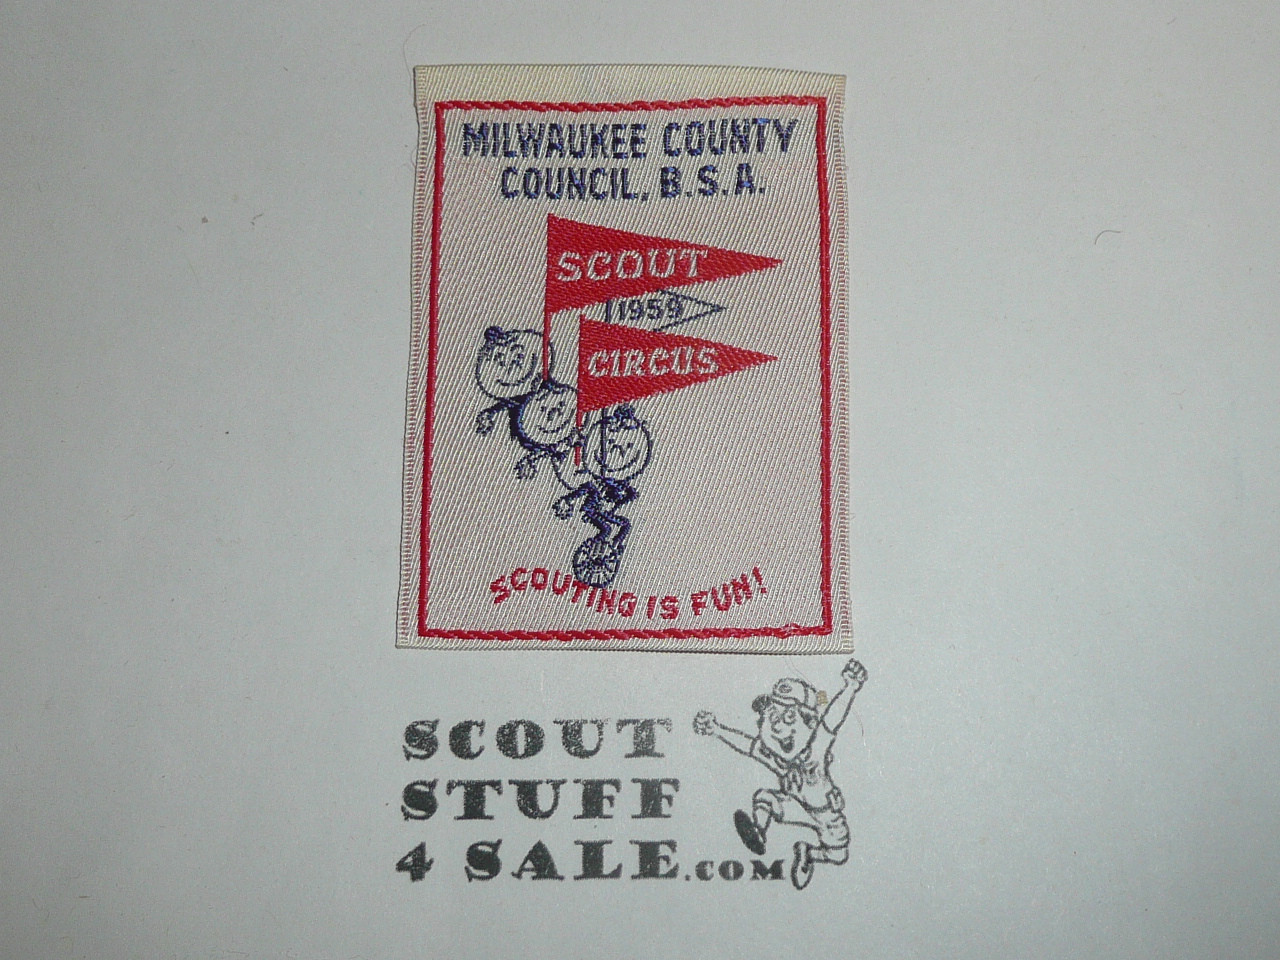 MILWAUKEE COUNTY
COUNCIL, B.S.A.
SCOUT
1959
CIRCUS
SCOUTING IS FUN!
SCOUT
STUFF
4 SALE.COM